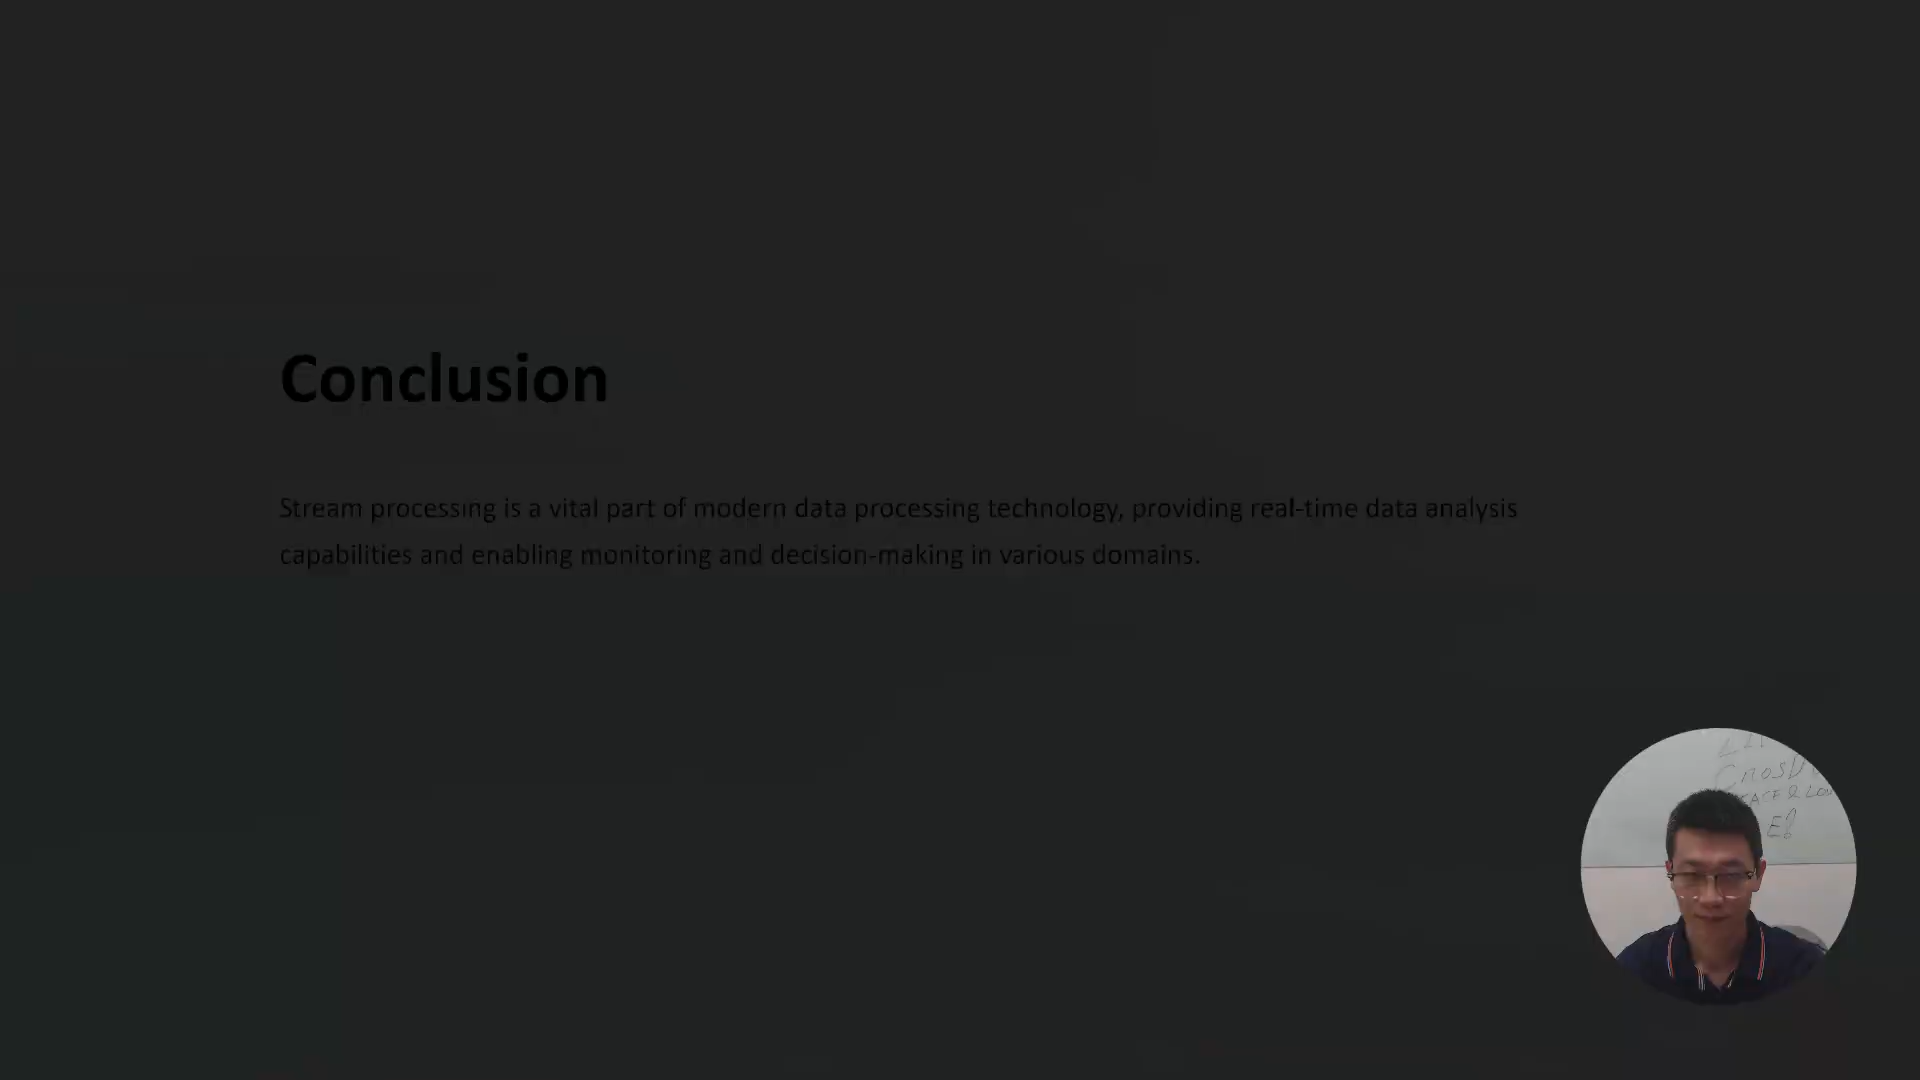 Conclusion
Stream processing is a vital part of modern data processing technology, providing real-time data analysis
capabilities and enabling monitoring and decision-making in various domains.